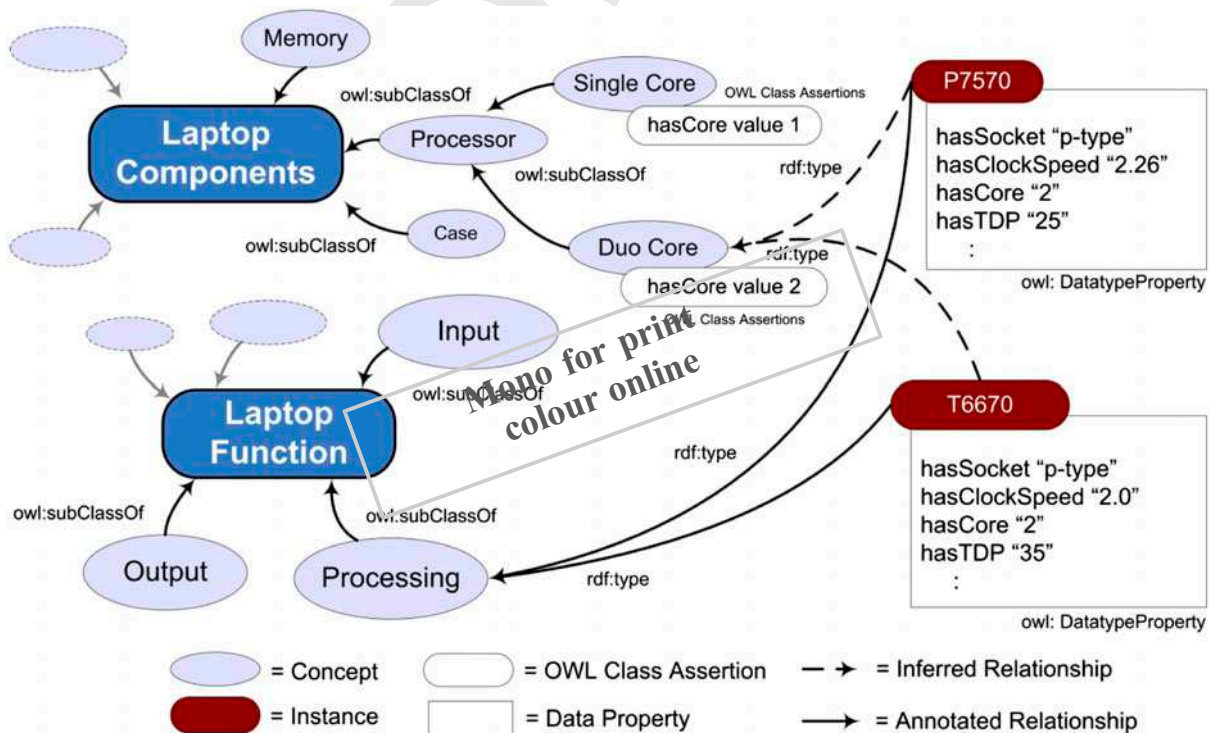 Memory
owl:subClassOf
Single Core
OWL Class Assertions
hasCore value 1
P7570
Laptop
Components
Processor
owl:subClassOf
rdf:type
hasSocket “p-type”
hasClockSpeed “2.26”
hasCore “2”
hasTDP “25”
:
owl: DatatypeProperty
Case
owl:subClassOf
Duo Core
rdf:type
hasCore value 2
OWL Class Assertions
Input
owl:subClassOf
Mono for print
colour online
Laptop
Function
T6670
rdf:type
hasSocket “p-type”
hasClockSpeed “2.0”
hasCore “2”
hasTDP “35”
:
owl: DatatypeProperty
owl:subClassOf
owl:subClassOf
Output
Processing
rdf:type
= Concept
= OWL Class Assertion
= Inferred Relationship
= Instance
= Data Property
= Annotated Relationship